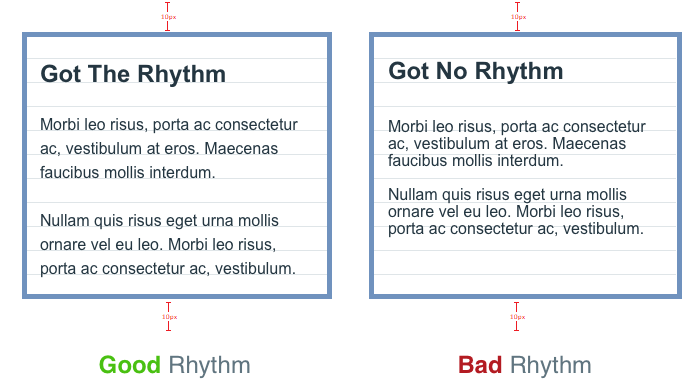 10px
10px
Got The Rhythm
Morbi leo risus, porta ac consectetur
ac, vestibulum at eros. Maecenas
faucibus mollis interdum.
Nullam quis risus eget urna mollis
ornare vel eu leo. Morbi leo risus,
porta ac consectetur ac, vestibulum.
Got No Rhythm
Morbi leo risus, porta ac consectetur
ac, vestibulum at eros. Maecenas
faucibus mollis interdum.
Nullam quis risus eget urna mollis
ornare vel eu leo. Morbi leo risus,
porta ac consectetur ac, vestibulum.
10px
10px
Good Rhythm
Bad Rhythm